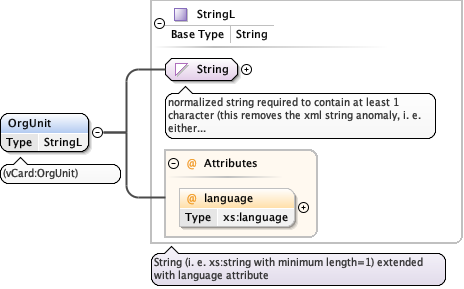 StringL
Base Type String
String
normalized string required to contain at least 1
character (this removes the xml string anomaly, i. e.
either...
OrgUnit
Type StringL
(vCard:OrgUnit)
@ Attributes
@ language
Type xs:language
String (i. e. xs:string with minimum length=1) extended
with language attribute